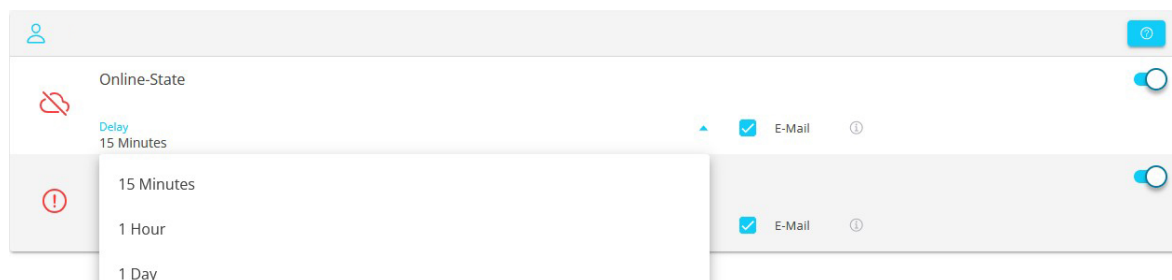 Online-State
Delay
15 Minutes
E-Mail
15 Minutes
1 Hour
E-Mail
1 Day